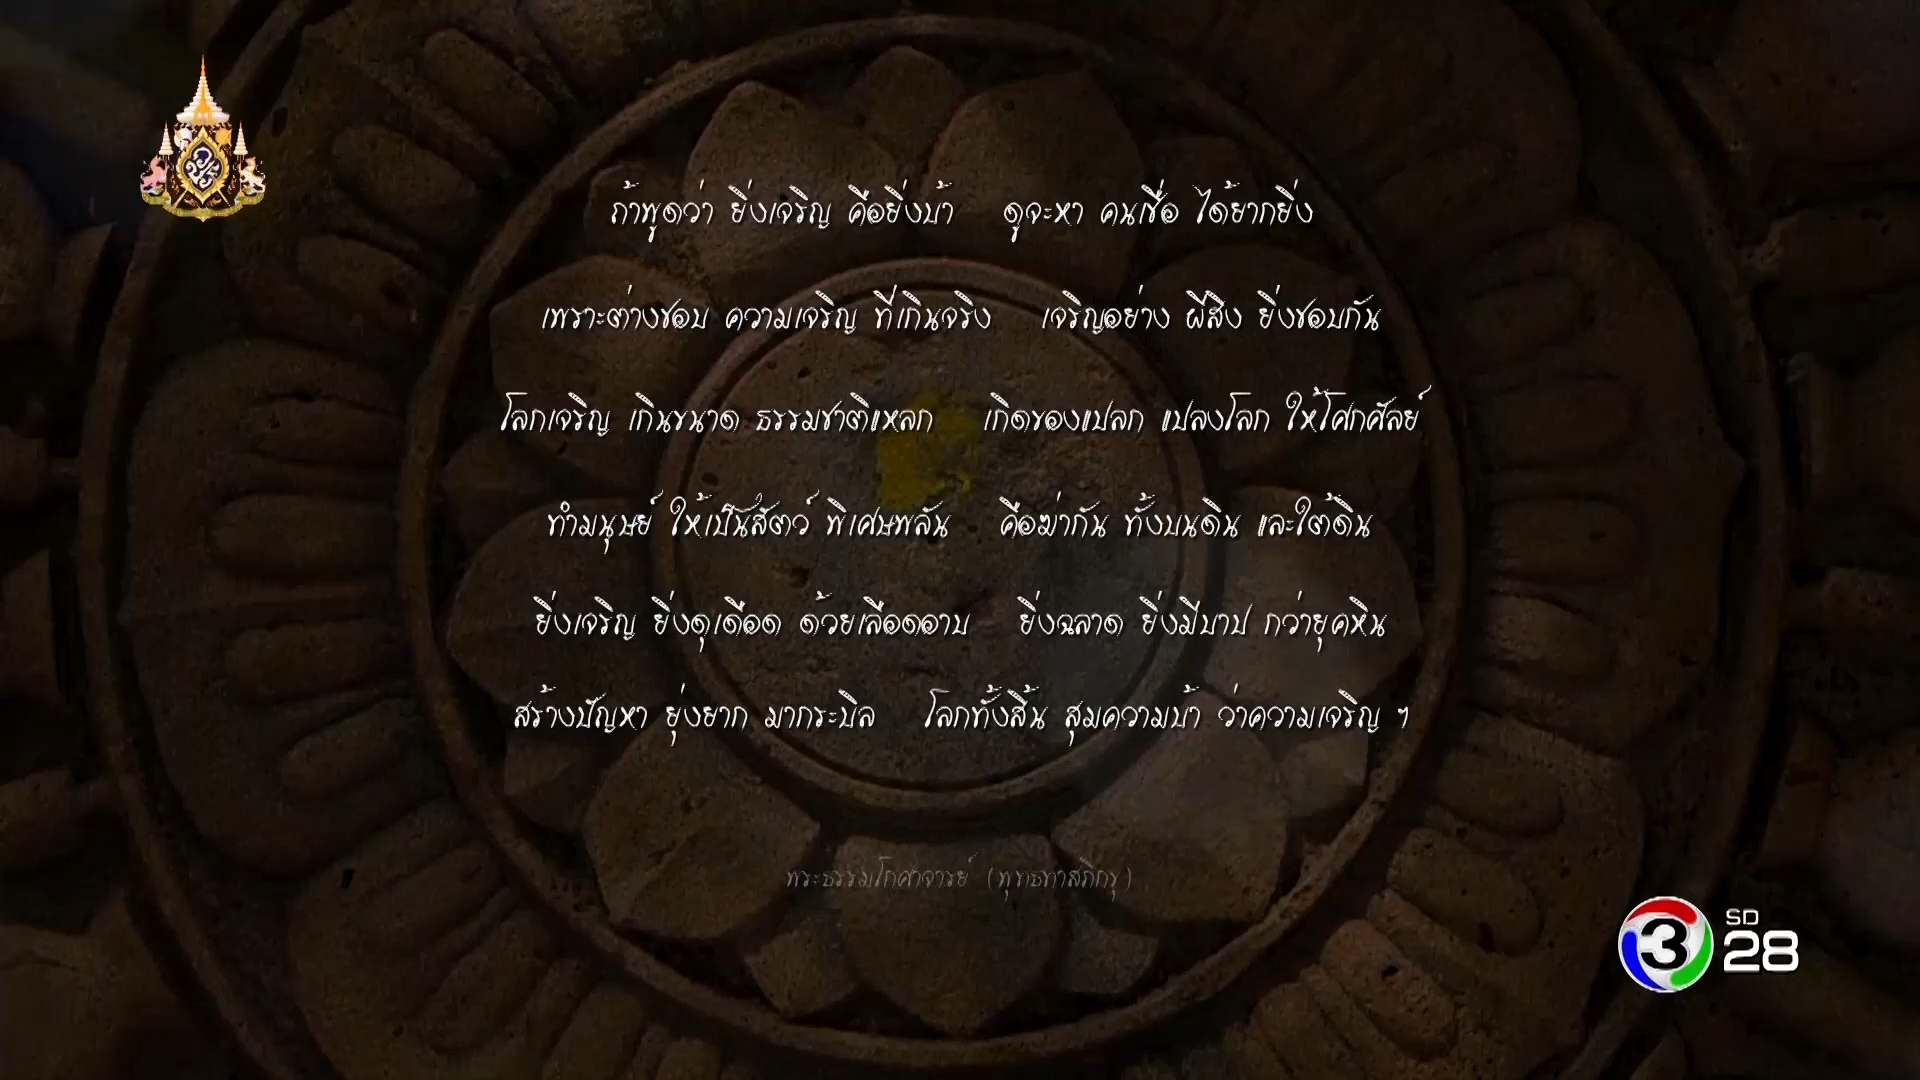 ถ้าพูดว่า ยิ่งเจริญ คือยิ่งบ้า ดูจะหา คนเชื่อ ได้ยากยิ่ง
เพราะต่างชอบ ความเจริญ ที่เกินจริง เจริญอย่าง ผีสิง ยิ่งชอบกัน
โลกเจริญ เกินขนาด ธรรมชาติแหลก เกิดของแปลก แปลงโลก ให้โศกศัลย์
ทำมนุษย์ ให้เป็นสัตว์ พิเศษพลัน คือฆ่ากัน ทั้งบนดิน และใต้ดิน
ยิ่งเจริญ ยิ่งดุเดือด ด้วยเลือดอาบ ยิ่งฉลาด ยิ่งมีบาป กว่ายุคหิน
สร้างปัญหา ยุ่งยาก มากระบิล โลกทั้งสิ้น สุมความบ้า ว่าความเจริญ ฯ
พระธรรมโกศาจารย์ (พุทธทาสภิกขุ)
3 SD 28